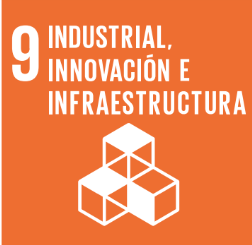 9 INDUSTRIAL,
INNOVACIÓN E
INFRAESTRUCTURA